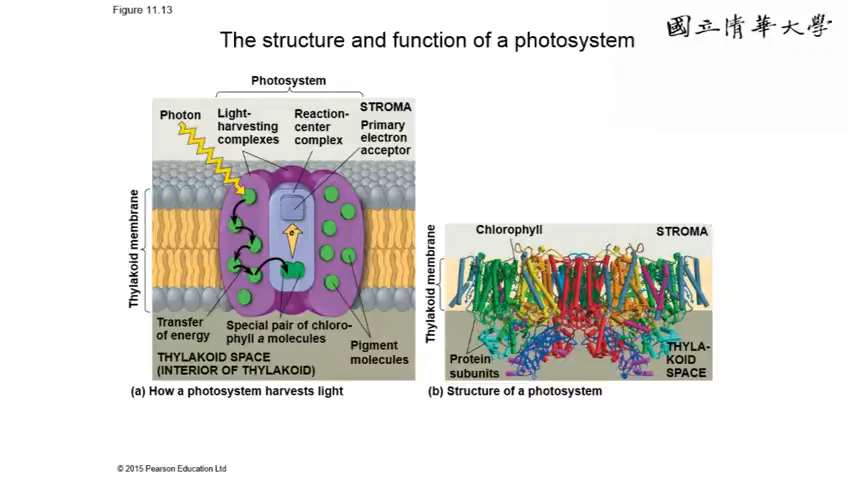 Figure 11.13
國立清華大學
The structure and function of a photosystem
Photosystem
Photon
Light-
harvesting
complexes
Reaction-
center
complex
STROMA
Primary
electron
acceptor
Thylakoid membrane
e⁻
Transfer
of energy
Special pair of chloro-
phyll a molecules
Pigment
molecules
THYLAKOID SPACE
(INTERIOR OF THYLAKOID)
(a) How a photosystem harvests light
Chlorophyll
STROMA
Thylakoid membrane
Protein
subunits
THYLA-
KOID
SPACE
(b) Structure of a photosystem
© 2015 Pearson Education Ltd